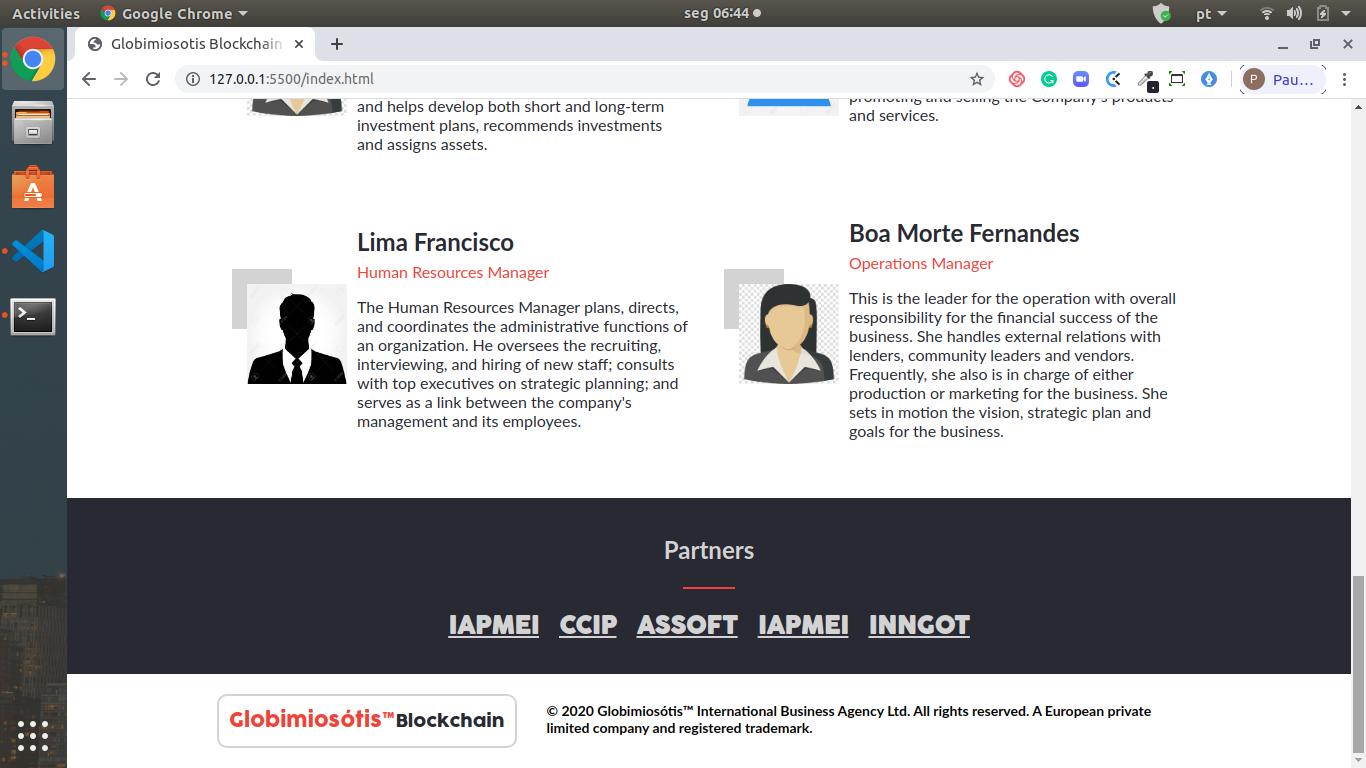 Activities Google Chrome seg 06:44 pt
Globimiosotis Blockchain
127.0.0.1:5500/index.html Pau...
and helps develop both short and long-term
investment plans, recommends investments
and assigns assets.
promoting and selling the Company's products
and services.
Lima Francisco
Human Resources Manager
The Human Resources Manager plans, directs,
and coordinates the administrative functions of
an organization. He oversees the recruiting,
interviewing, and hiring of new staff; consults
with top executives on strategic planning; and
serves as a link between the company's
management and its employees.
Boa Morte Fernandes
Operations Manager
This is the leader for the operation with overall
responsibility for the financial success of the
business. She handles external relations with
lenders, community leaders and vendors.
Frequently, she also is in charge of either
production or marketing for the business. She
sets in motion the vision, strategic plan and
goals for the business.
Partners
IAPMEI CCIP ASSOFT IAPMEI INNGOT
Globimiosótis™Blockchain
© 2020 Globimiosótis™ International Business Agency Ltd. All rights reserved. A European private
limited company and registered trademark.